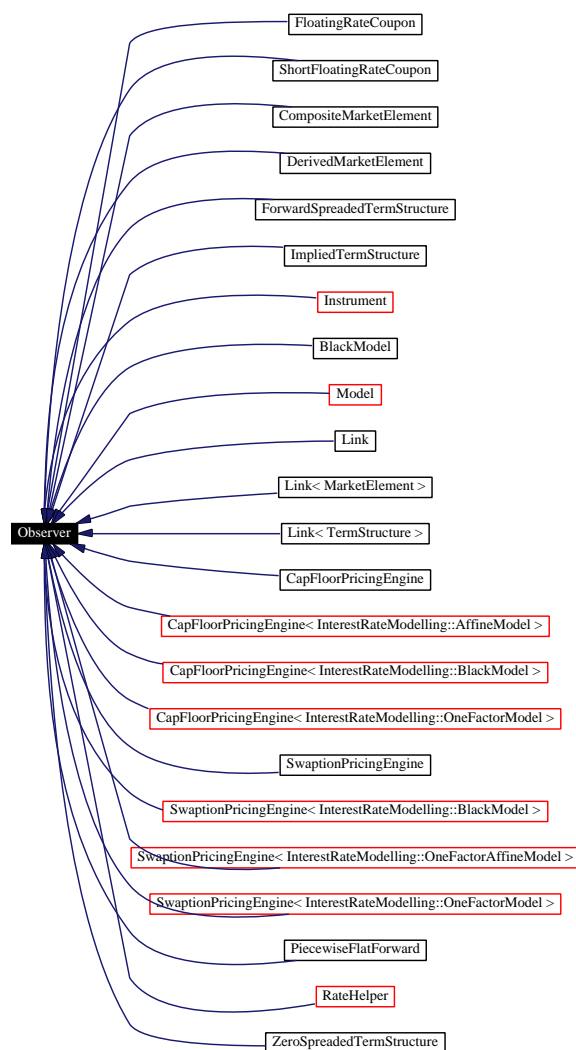 FloatingRateCoupon
ShortFloatingRateCoupon
CompositeMarketElement
DerivedMarketElement
ForwardSpreadedTermStructure
ImpliedTermStructure
Instrument
BlackModel
Model
Link
Link< MarketElement >
Observer
Link< TermStructure >
CapFloorPricingEngine
CapFloorPricingEngine< InterestRateModelling::AffineModel >
CapFloorPricingEngine< InterestRateModelling::BlackModel >
CapFloorPricingEngine< InterestRateModelling::OneFactorModel >
SwaptionPricingEngine
SwaptionPricingEngine< InterestRateModelling::BlackModel >
SwaptionPricingEngine< InterestRateModelling::OneFactorAffineModel >
SwaptionPricingEngine< InterestRateModelling::OneFactorModel >
PiecewiseFlatForward
RateHelper
ZeroSpreadedTermStructure